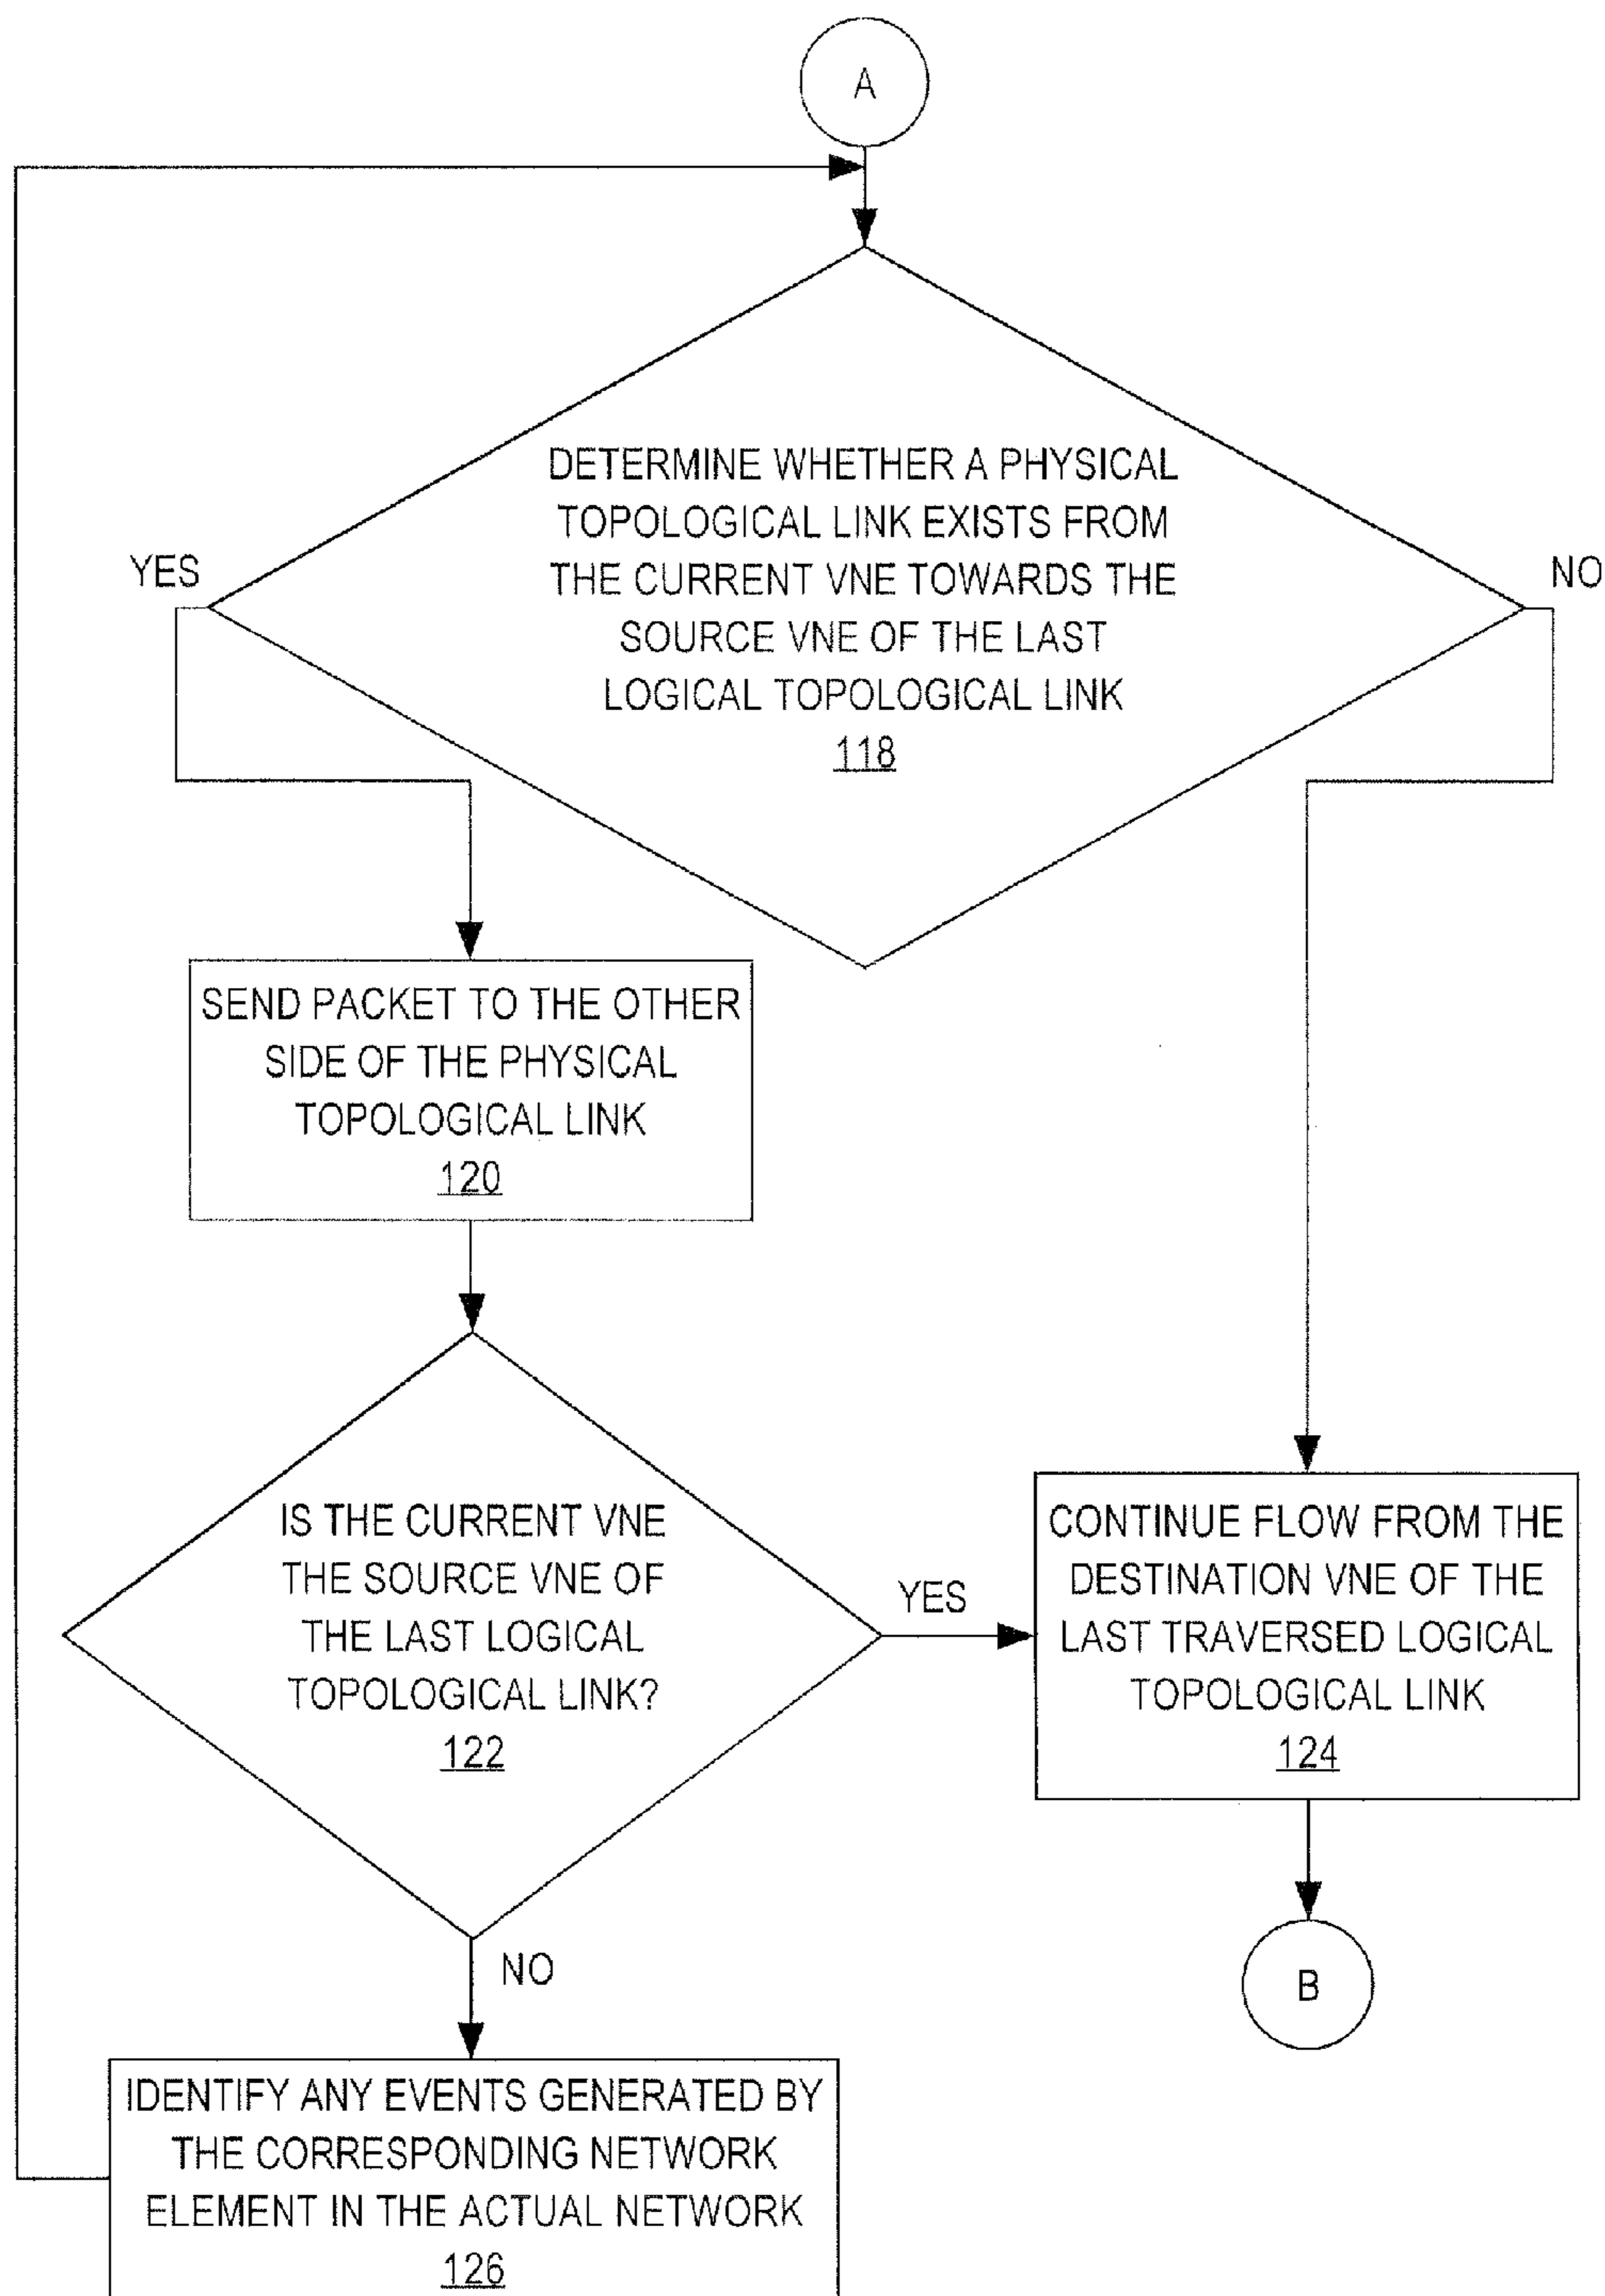 A
DETERMINE WHETHER A PHYSICAL
TOPOLOGICAL LINK EXISTS FROM
THE CURRENT VNE TOWARDS THE
SOURCE VNE OF THE LAST
LOGICAL TOPOLOGICAL LINK
118
YES
NO
SEND PACKET TO THE OTHER
SIDE OF THE PHYSICAL
TOPOLOGICAL LINK
120
IS THE CURRENT VNE
THE SOURCE VNE OF
THE LAST LOGICAL
TOPOLOGICAL LINK?
122
YES
CONTINUE FLOW FROM THE
DESTINATION VNE OF THE
LAST TRAVERSED LOGICAL
TOPOLOGICAL LINK
124
NO
B
IDENTIFY ANY EVENTS GENERATED BY
THE CORRESPONDING NETWORK
ELEMENT IN THE ACTUAL NETWORK
126